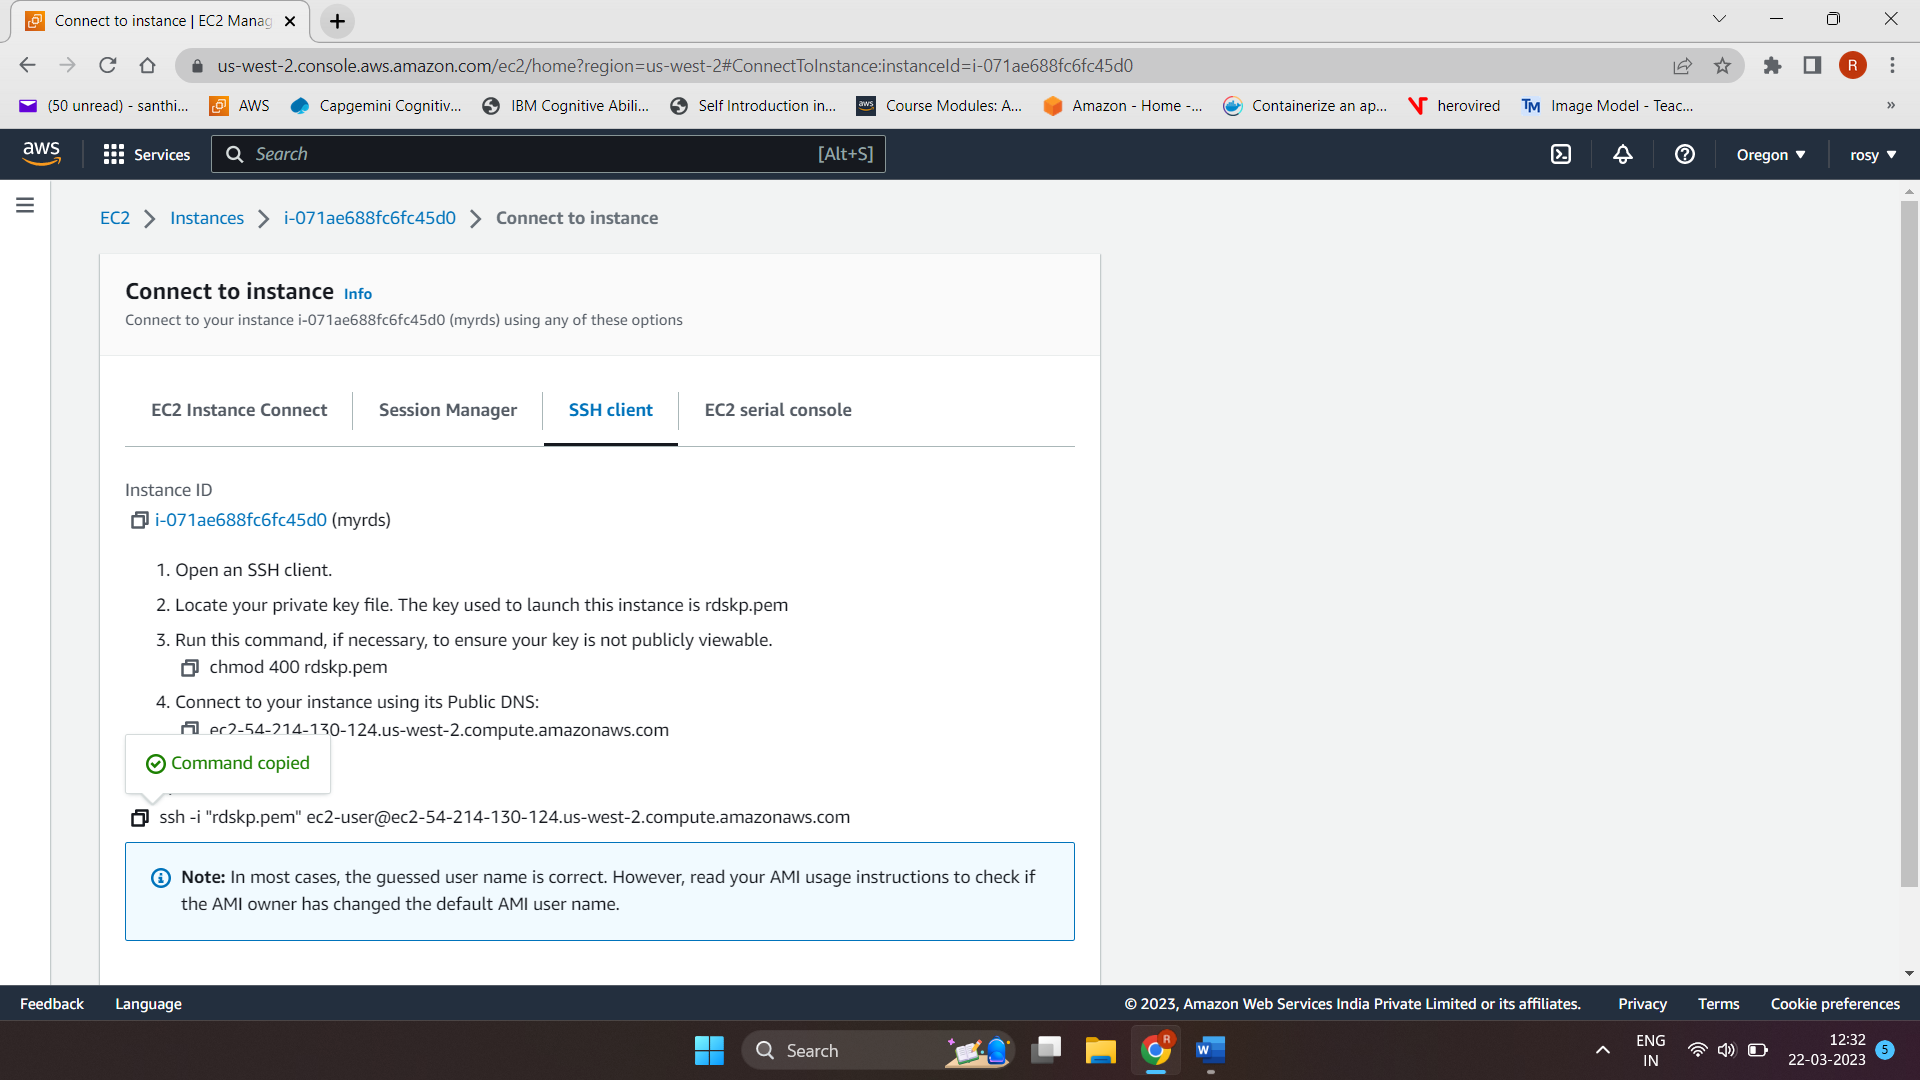 Connect to instance | EC2 Manag
us-west-2.console.aws.amazon.com/ec2/home?region=us-west-2#ConnectToInstance:instanceId=i-071ae688fc6fc45d0
R
(50 unread) - santhi...
AWS
Capgemini Cognitiv...
IBM Cognitive Abili...
Self Introduction in...
aws
Course Modules: A...
Amazon - Home -...
Containerize an ap...
herovired
TM
Image Model - Teac...
»
aws
Services
Search
[Alt+S]
Oregon
rosy
EC2
Instances
i-071ae688fc6fc45d0
Connect to instance
Connect to instance Info
Connect to your instance i-071ae688fc6fc45d0 (myrds) using any of these options
EC2 Instance Connect
Session Manager
SSH client
EC2 serial console
Instance ID
i-071ae688fc6fc45d0 (myrds)
1. Open an SSH client.
2. Locate your private key file. The key used to launch this instance is rdskp.pem
3. Run this command, if necessary, to ensure your key is not publicly viewable.
chmod 400 rdskp.pem
4. Connect to your instance using its Public DNS:
ec2-54-214-130-124.us-west-2.compute.amazonaws.com
Command copied
ssh -i "rdskp.pem" ec2-user@ec2-54-214-130-124.us-west-2.compute.amazonaws.com
Note: In most cases, the guessed user name is correct. However, read your AMI usage instructions to check if
the AMI owner has changed the default AMI user name.
Feedback
Language
© 2023, Amazon Web Services India Private Limited or its affiliates.
Privacy
Terms
Cookie preferences
Search
R
W
ENG
IN
12:32
22-03-2023
5